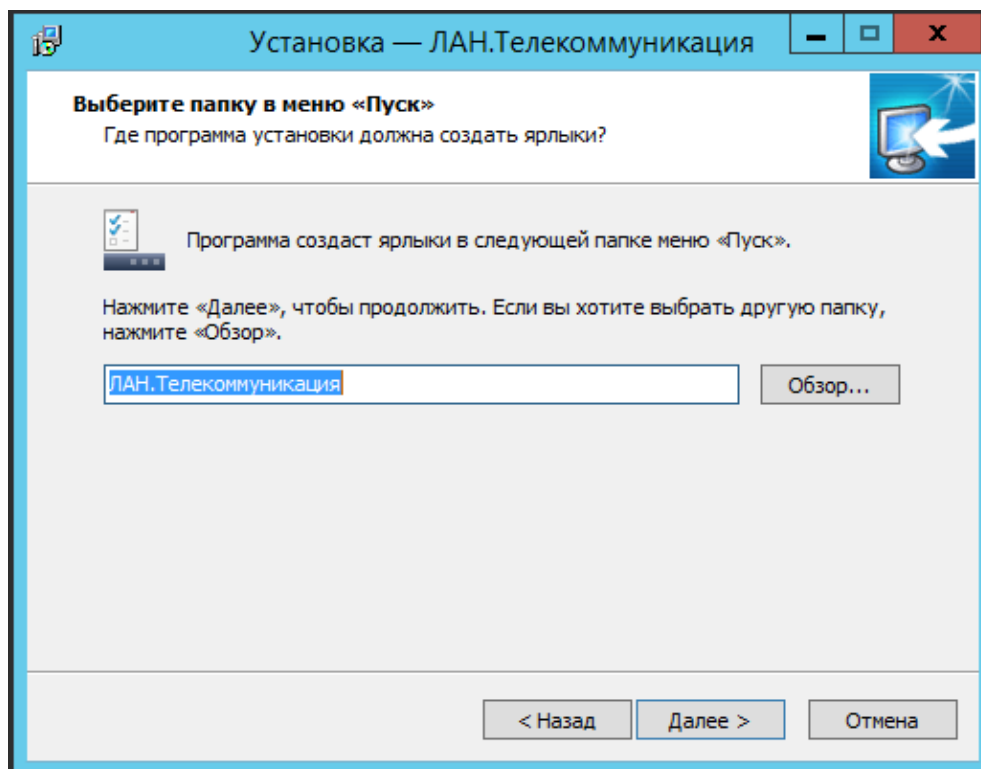 Установка — ЛАН.Телекоммуникация
Выберите папку в меню «Пуск»
Где программа установки должна создать ярлыки?
Программа создаст ярлыки в следующей папке меню «Пуск».
Нажмите «Далее», чтобы продолжить. Если вы хотите выбрать другую папку,
нажмите «Обзор».
ЛАН.Телекоммуникация
Обзор...
< Назад
Далее >
Отмена